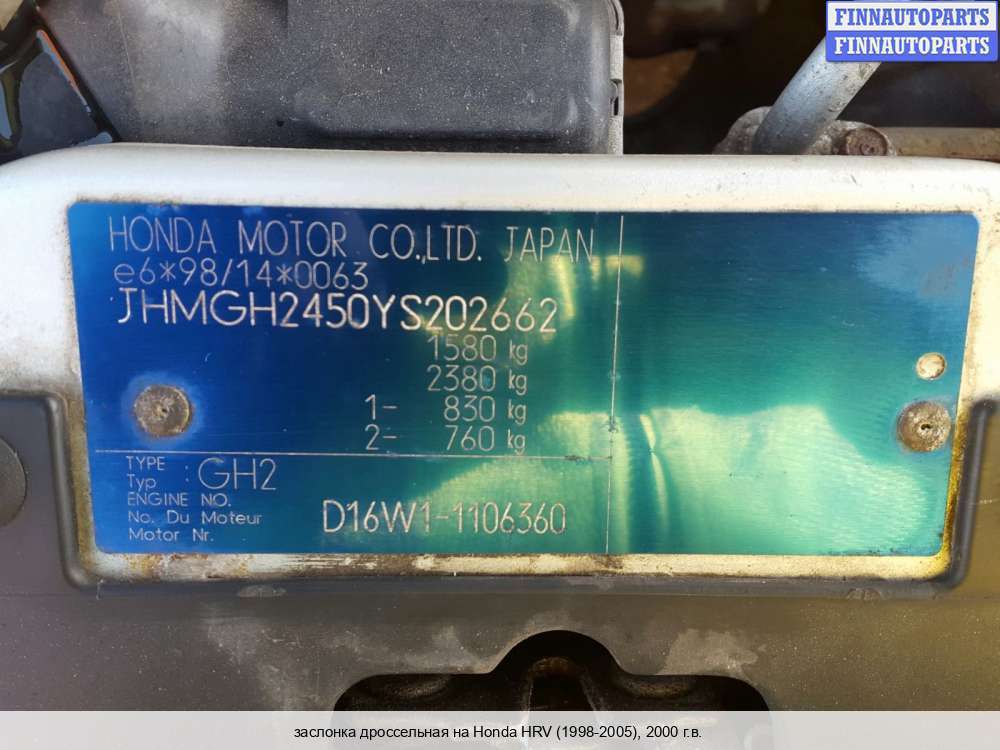 FINNAUTOPARTS
FINNAUTOPARTS
HONDA MOTOR CO.,LTD. JAPAN
e6*98/14*0063
JHMGH2450YS202662
1580 kg
2380 kg
1- 830 kg
2- 760 kg
TYPE
Typ : GH2
ENGINE NO.
No. Du Moteur
Motor Nr.
D16W1-1106360
заслонка дроссельная на Honda HRV (1998-2005), 2000 г.в.